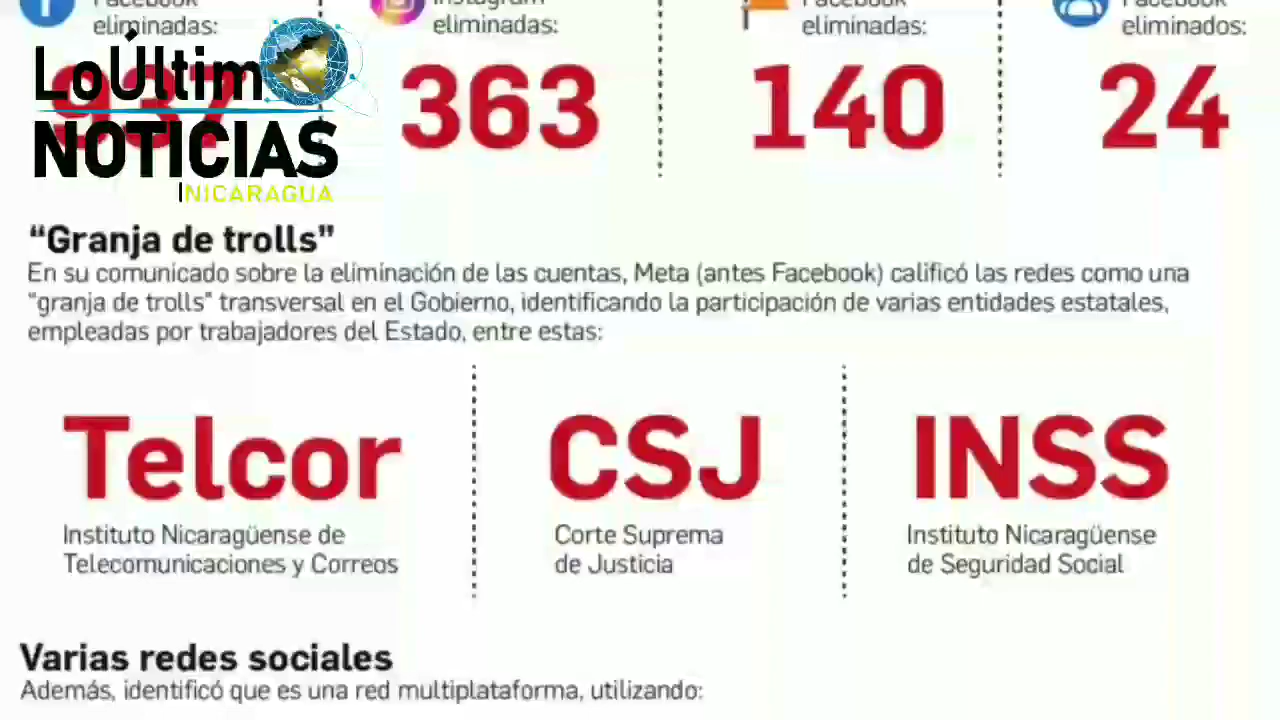 Facebook
Instagram
Facebook
Facebook
eliminadas:
eliminadas:
eliminadas:
eliminados:
LoÚltimo
937
363
140
24
NOTICIAS
NICARAGUA
“Granja de trolls”
En su comunicado sobre la eliminación de las cuentas, Meta (antes Facebook) calificó las redes como una
“granja de trolls” transversal en el Gobierno, identificando la participación de varias entidades estatales,
empleadas por trabajadores del Estado, entre estas:
Telcor
CSJ
INSS
Instituto Nicaragüense de
Telecomunicaciones y Correos
Corte Suprema
de Justicia
Instituto Nicaragüense
de Seguridad Social
Varias redes sociales
Además, identificó que es una red multiplataforma, utilizando: